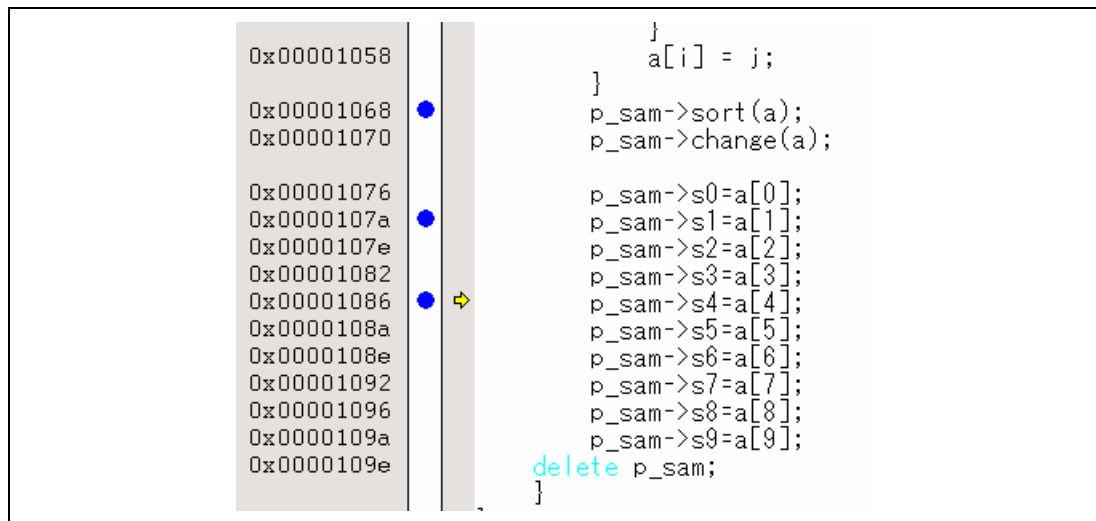 }
0x00001058 a[i] = j;
}
0x00001068 p_sam->sort(a);
0x00001070 p_sam->change(a);
0x00001076 p_sam->s0=a[0];
0x0000107a p_sam->s1=a[1];
0x0000107e p_sam->s2=a[2];
0x00001082 p_sam->s3=a[3];
0x00001086 p_sam->s4=a[4];
0x0000108a p_sam->s5=a[5];
0x0000108e p_sam->s6=a[6];
0x00001092 p_sam->s7=a[7];
0x00001096 p_sam->s8=a[8];
0x0000109a p_sam->s9=a[9];
0x0000109e delete p_sam;
}